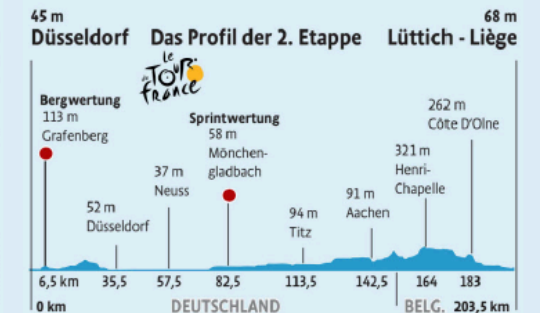 45 m
68 m
Düsseldorf
Das Profil der 2. Etappe
Lüttich - Liège
le
de
TOUR
france
Bergwertung
113 m
Grafenberg
Sprintwertung
58 m
Mönchen-
gladbach
262 m
Côte D'Olne
321 m
Henri-
Chapelle
37 m
Neuss
52 m
Düsseldorf
94 m
Titz
91 m
Aachen
6,5 km
35,5
57,5
82,5
113,5
142,5
164
183
0 km
DEUTSCHLAND
BELG.
203,5 km